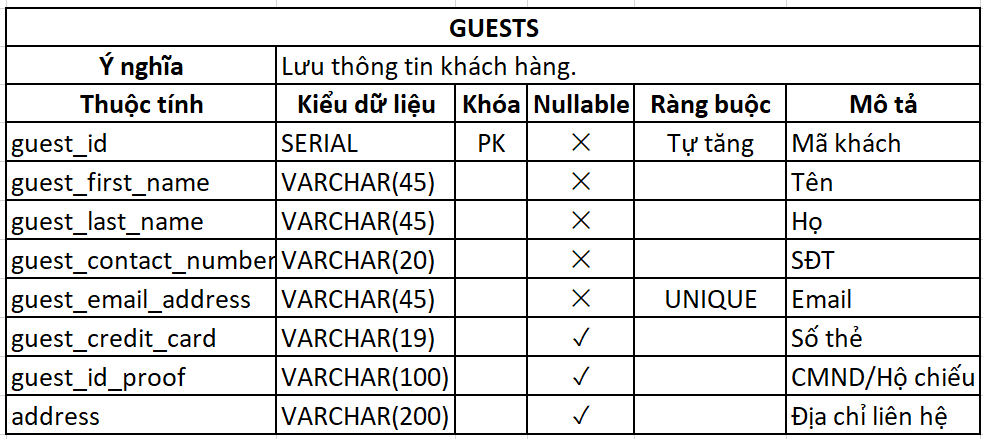 GUESTS
Ý nghĩa Lưu thông tin khách hàng.
Thuộc tính Kiểu dữ liệu Khóa Nullable Ràng buộc Mô tả
guest_id SERIAL PK × Tự tăng Mã khách
guest_first_name VARCHAR(45) × Tên
guest_last_name VARCHAR(45) × Họ
guest_contact_number VARCHAR(20) × SĐT
guest_email_address VARCHAR(45) × UNIQUE Email
guest_credit_card VARCHAR(19) ✓ Số thẻ
guest_id_proof VARCHAR(100) ✓ CMND/Hộ chiếu
address VARCHAR(200) ✓ Địa chỉ liên hệ